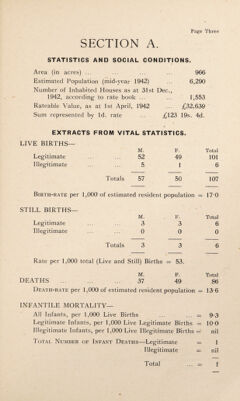 Page Three
SECTION A.
STATISTICS AND SOCIAL CONDITIONS.
Area (in acres) ... ... ... ... 966
Estimated Population (mid-year 1942) ... 6,290
Number of Inhabited Houses as at 31st Dec.,
1942, according to rate book ... ... 1,553
Rateable Value, as at 1st April, 1942 ... £32,639
Sum represented by 1d. rate ... £123 19s. 4d.
EXTRACTS FROM VITAL STATISTICS.
LIVE BIRTHS—
M. F. Total
Legitimate ... ... 52 49 101
Illegitimate ... ... 5 1 6
Totals 57 50 107
BIRTH-RATE per 1,000 of estimated resident population = 17·0
STILL BIRTHS—
M. F. Total
Legitimate ... ... 3 3 6
Illegitimate ... ... 0 0 0
Totals 3 3 6
Rate per 1,000 total (Live and Still) Births = 53.
M. F. Total
DEATHS ... ... ... 37 49 86
DEATH-RATE per 1,000 of estimated resident population = 13·6
INFANTILE MORTALITY—
All Infants, per 1,000 Live Births ... ... = 9·3
Legitimate Infants, per 1,000 Live Legitimate Births = 10·0
Illegitimate Infants, per 1,000 Live Illegitimate Births = nil
TOTAL NUMBER OF INFANT DEATHS—Legitimate = 1
Illegitimate = nil
Total ... = 1